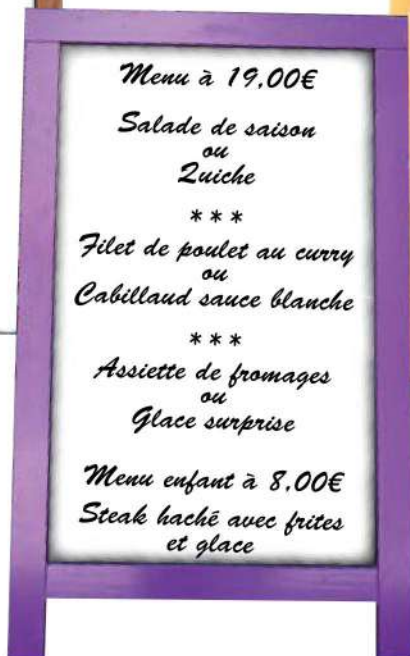 Menu à 19,00€
Salade de saison
ou
Quiche
***
Filet de poulet au curry
ou
Cabillaud sauce blanche
***
Assiette de fromages
ou
Glace surprise
Menu enfant à 8,00€
Steak haché avec frites
et glace